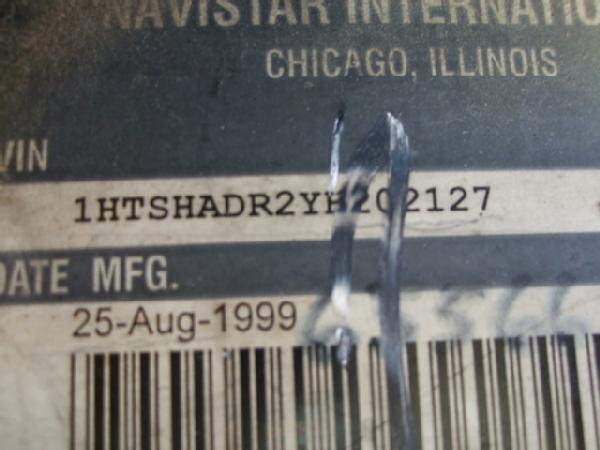 NAVISTAR INTERNATIO
CHICAGO, ILLINOIS
VIN
1HTSHADR2YH202127
DATE MFG.
25-Aug-1999